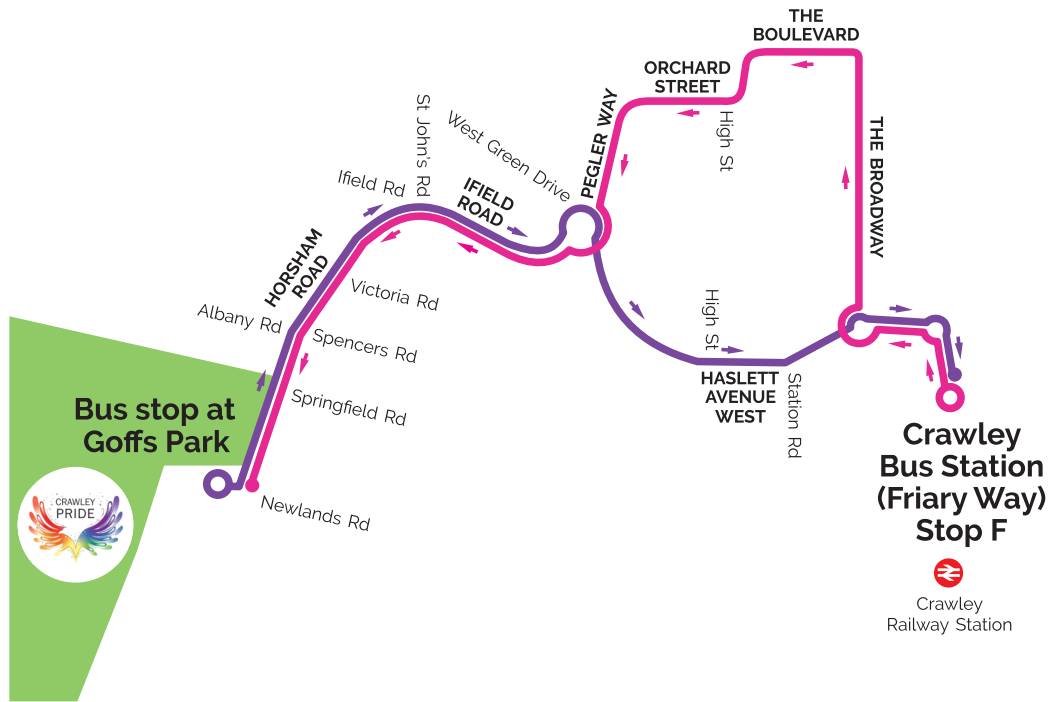 THE
BOULEVARD
ORCHARD
STREET
High St
PEGLER WAY
THE BROADWAY
West Green Drive
St John's Rd
Ifield Rd
IFIELD
ROAD
HORSHAM
ROAD
Victoria Rd
Albany Rd
Spencers Rd
Springfield Rd
Newlands Rd
High St
HASLETT
AVENUE
WEST
Station Rd
Bus stop at
Goffs Park
CRAWLEY
PRIDE
Crawley
Bus Station
(Friary Way)
Stop F
Crawley
Railway Station